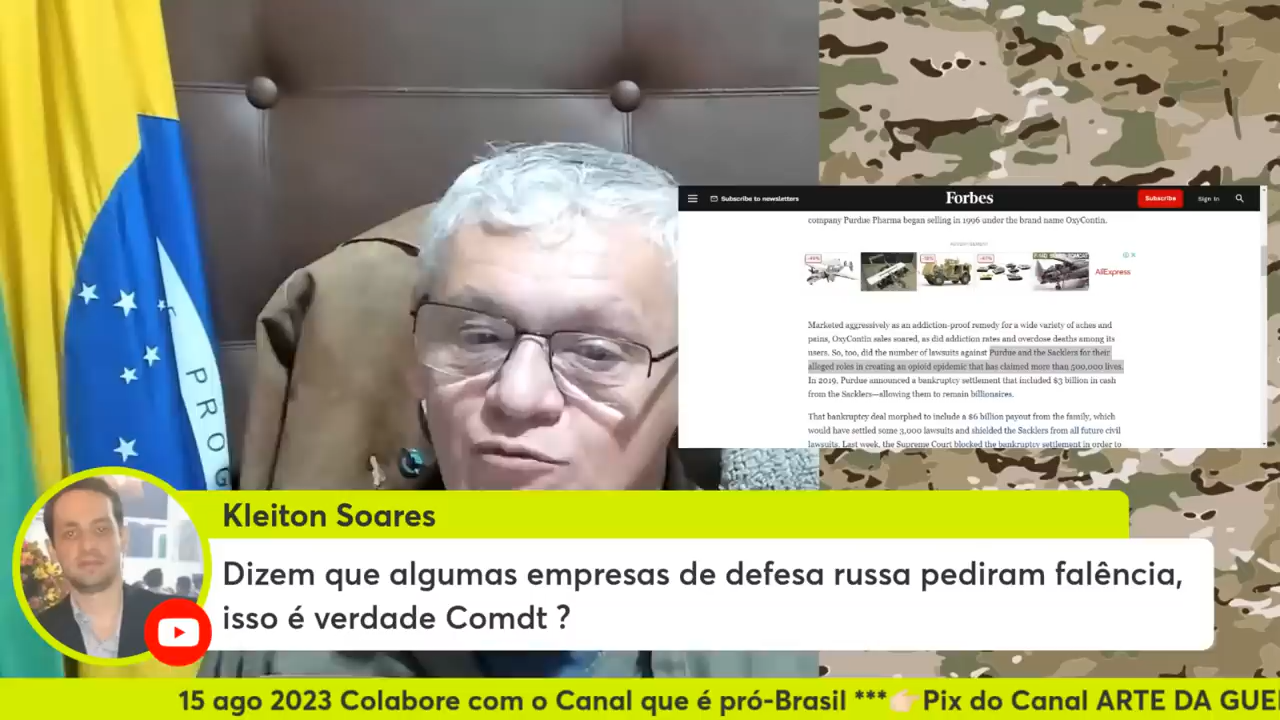 PROG
Subscribe to newsletters
Forbes
Subscribe
Sign In
company Purdue Pharma began selling in 1996 under the brand name OxyContin.
ADVERTISEMENT
AliExpress
Marketed aggressively as an addiction-proof remedy for a wide variety of aches and
pains, OxyContin sales soared, as did addiction rates and overdose deaths among its
users. So, too, did the number of lawsuits against Purdue and the Sacklers for their
alleged roles in creating an opioid epidemic that has claimed more than 500,000 lives.
In 2019, Purdue announced a bankruptcy settlement that included $3 billion in cash
from the Sacklers—allowing them to remain billionaires.
That bankruptcy deal morphed to include a $6 billion payout from the family, which
would have settled some 3,000 lawsuits and shielded the Sacklers from all future civil
lawsuits. Last week, the Supreme Court blocked the bankruptcy settlement in order to
Kleiton Soares
Dizem que algumas empresas de defesa russa pediram falência,
isso é verdade Comdt ?
15 ago 2023 Colabore com o Canal que é pró-Brasil ***👉🏻Pix do Canal ARTE DA GUE